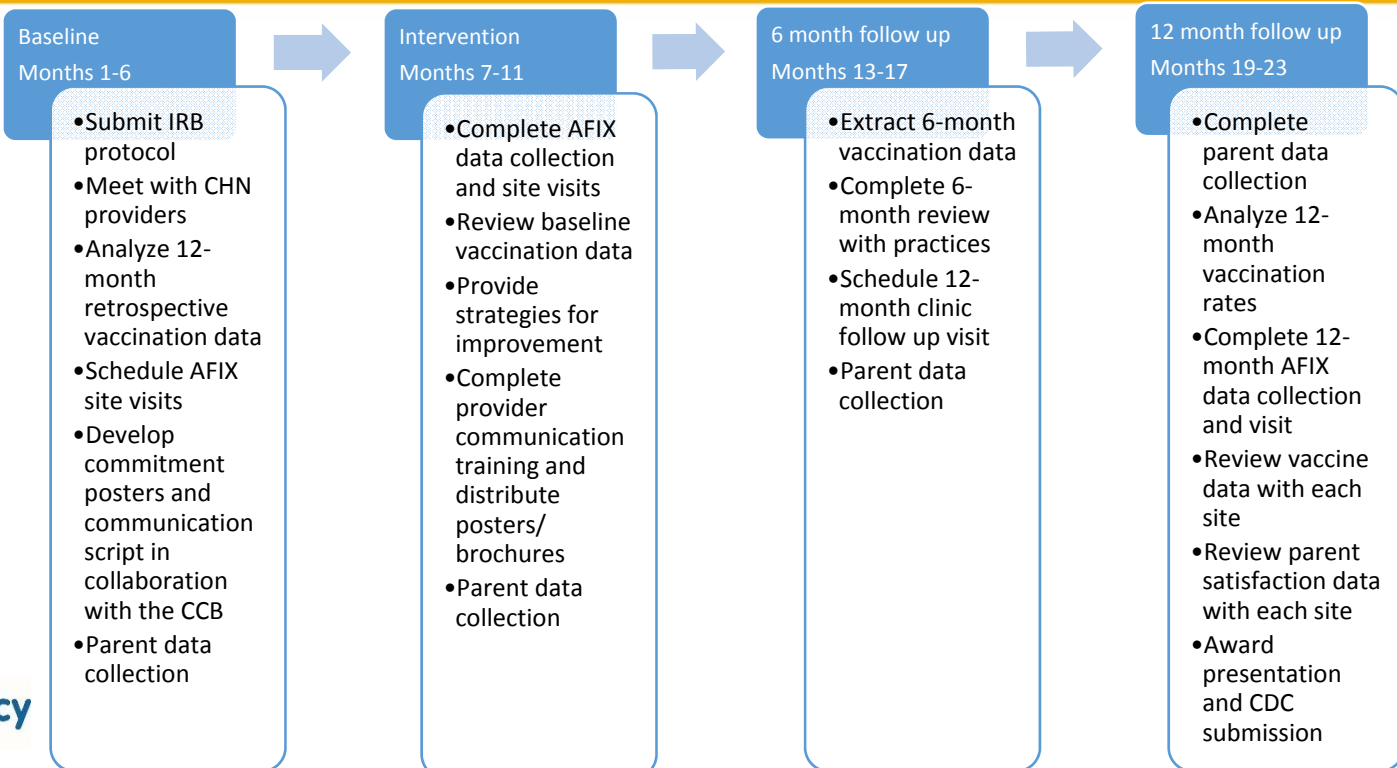 Baseline
Months 1-6
•Submit IRB
protocol
•Meet with CHN
providers
•Analyze 12-
month
retrospective
vaccination data
•Schedule AFIX
site visits
•Develop
commitment
posters and
communication
script in
collaboration
with the CCB
•Parent data
collection
Intervention
Months 7-11
•Complete AFIX
data collection
and site visits
•Review baseline
vaccination data
•Provide
strategies for
improvement
•Complete
provider
communication
training and
distribute
posters/
brochures
•Parent data
collection
6 month follow up
Months 13-17
•Extract 6-month
vaccination data
•Complete 6-
month review
with practices
•Schedule 12-
month clinic
follow up visit
•Parent data
collection
12 month follow up
Months 19-23
•Complete
parent data
collection
•Analyze 12-
month
vaccination
rates
•Complete 12-
month AFIX
data collection
and visit
•Review vaccine
data with each
site
•Review parent
satisfaction data
with each site
•Award
presentation
and CDC
submission
cy